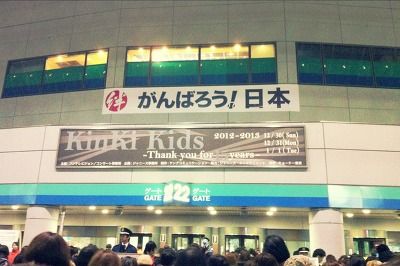 絆 がんばろう!日本
KinKi Kids
2012-2013
-Thank you for years-
12/30(Sun)
12/31(Mon)
1/1(Tue)
ゲート 22 ゲート
GATE GATE